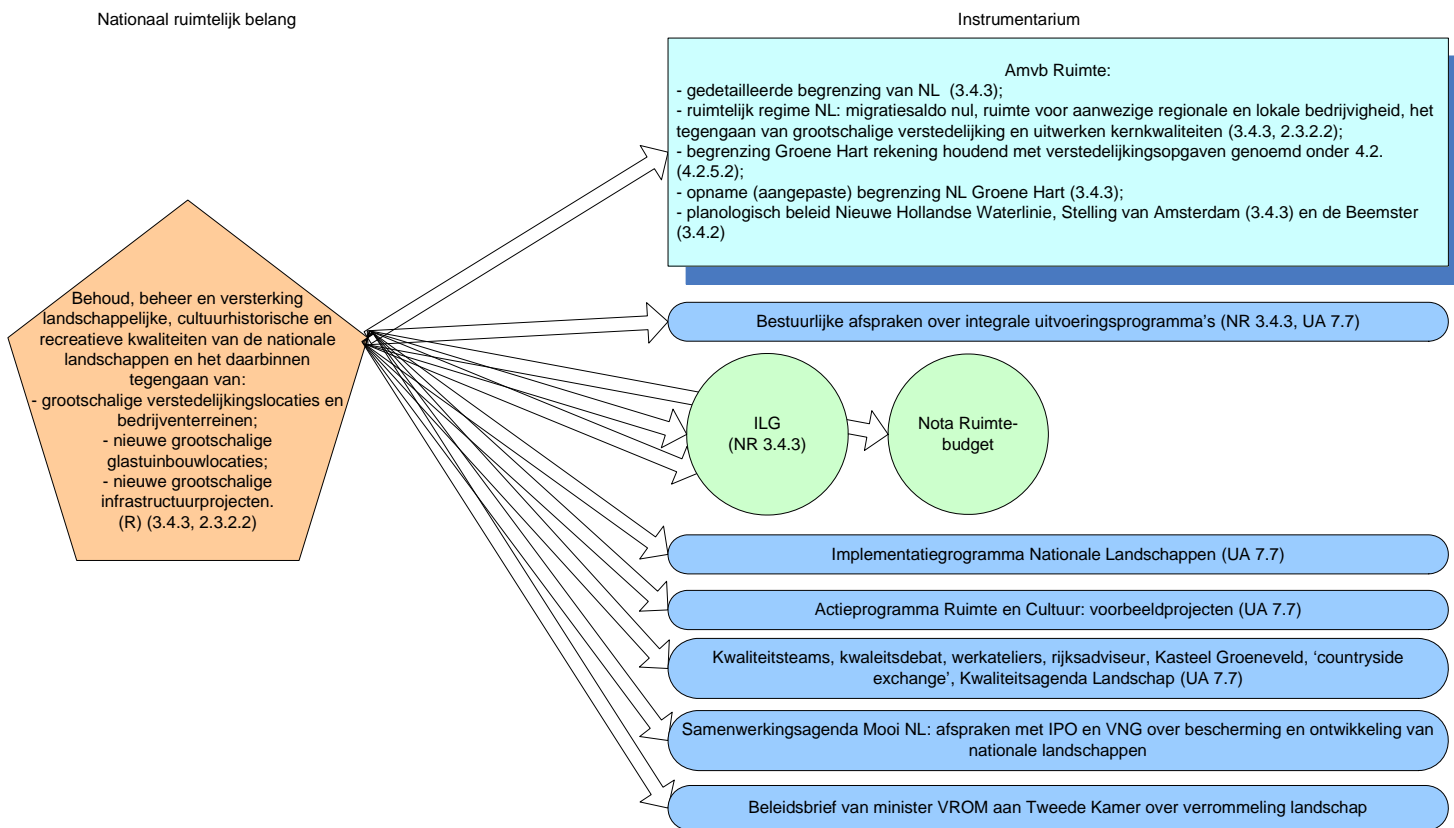 Nationaal ruimtelijk belang
Instrumentarium
Behoud, beheer en versterking
landschappelijke, cultuurhistorische en
recreatieve kwaliteiten van de nationale
landschappen en het daarbinnen
tegengaan van:
- grootschalige verstedelijkingslocaties en
bedrijventerreinen;
- nieuwe grootschalige
glastuinbouwlocaties;
- nieuwe grootschalige
infrastructuurprojecten.
(R) (3.4.3, 2.3.2.2)
Amvb Ruimte:
- gedetailleerde begrenzing van NL (3.4.3);
- ruimtelijk regime NL: migratiesaldo nul, ruimte voor aanwezige regionale en lokale bedrijvigheid, het
tegengaan van grootschalige verstedelijking en uitwerken kernkwaliteiten (3.4.3, 2.3.2.2);
- begrenzing Groene Hart rekening houdend met verstedelijkingsopgaven genoemd onder 4.2.
(4.2.5.2);
- opname (aangepaste) begrenzing NL Groene Hart (3.4.3);
- planologisch beleid Nieuwe Hollandse Waterlinie, Stelling van Amsterdam (3.4.3) en de Beemster
(3.4.2)
Bestuurlijke afspraken over integrale uitvoeringsprogramma's (NR 3.4.3, UA 7.7)
ILG
(NR 3.4.3)
Nota Ruimte-
budget
Implementatiegrogramma Nationale Landschappen (UA 7.7)
Actieprogramma Ruimte en Cultuur: voorbeeldprojecten (UA 7.7)
Kwaliteitsteams, kwaleitsdebat, werkateliers, rijksadviseur, Kasteel Groeneveld, ‘countryside
exchange’, Kwaliteitsagenda Landschap (UA 7.7)
Samenwerkingsagenda Mooi NL: afspraken met IPO en VNG over bescherming en ontwikkeling van
nationale landschappen
Beleidsbrief van minister VROM aan Tweede Kamer over verrommeling landschap